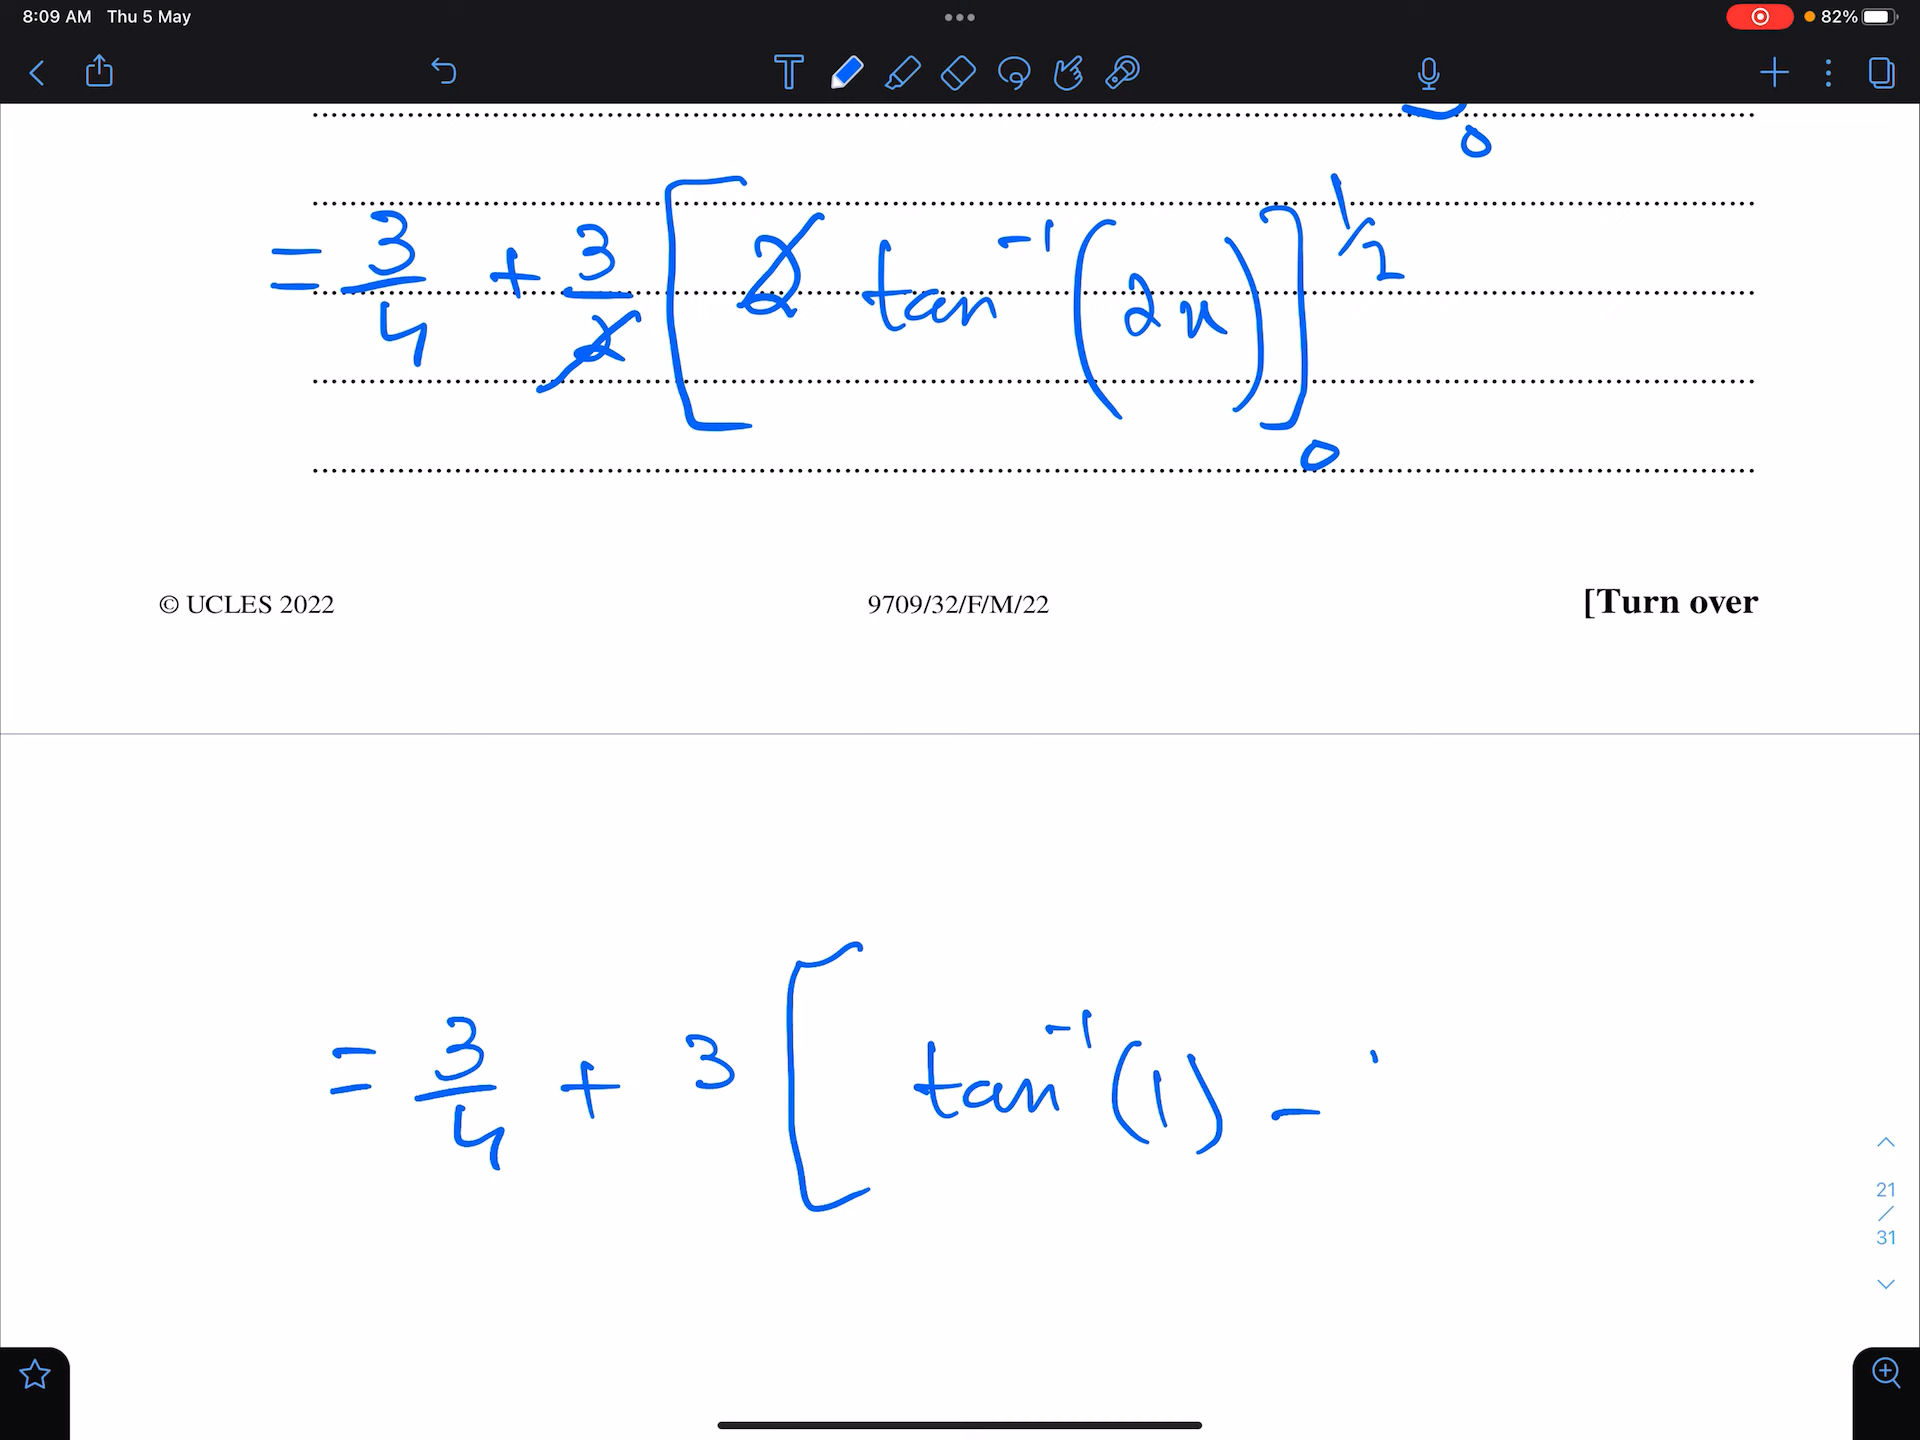 8:09 AM Thu 5 May 82%
0
= 3/4 + 3/2 [ 2 tan⁻¹ (2x) ]₀^1/2
© UCLES 2022 9709/32/F/M/22 [Turn over
= 3/4 + 3 [ tan⁻¹ (1) −
21
/
31